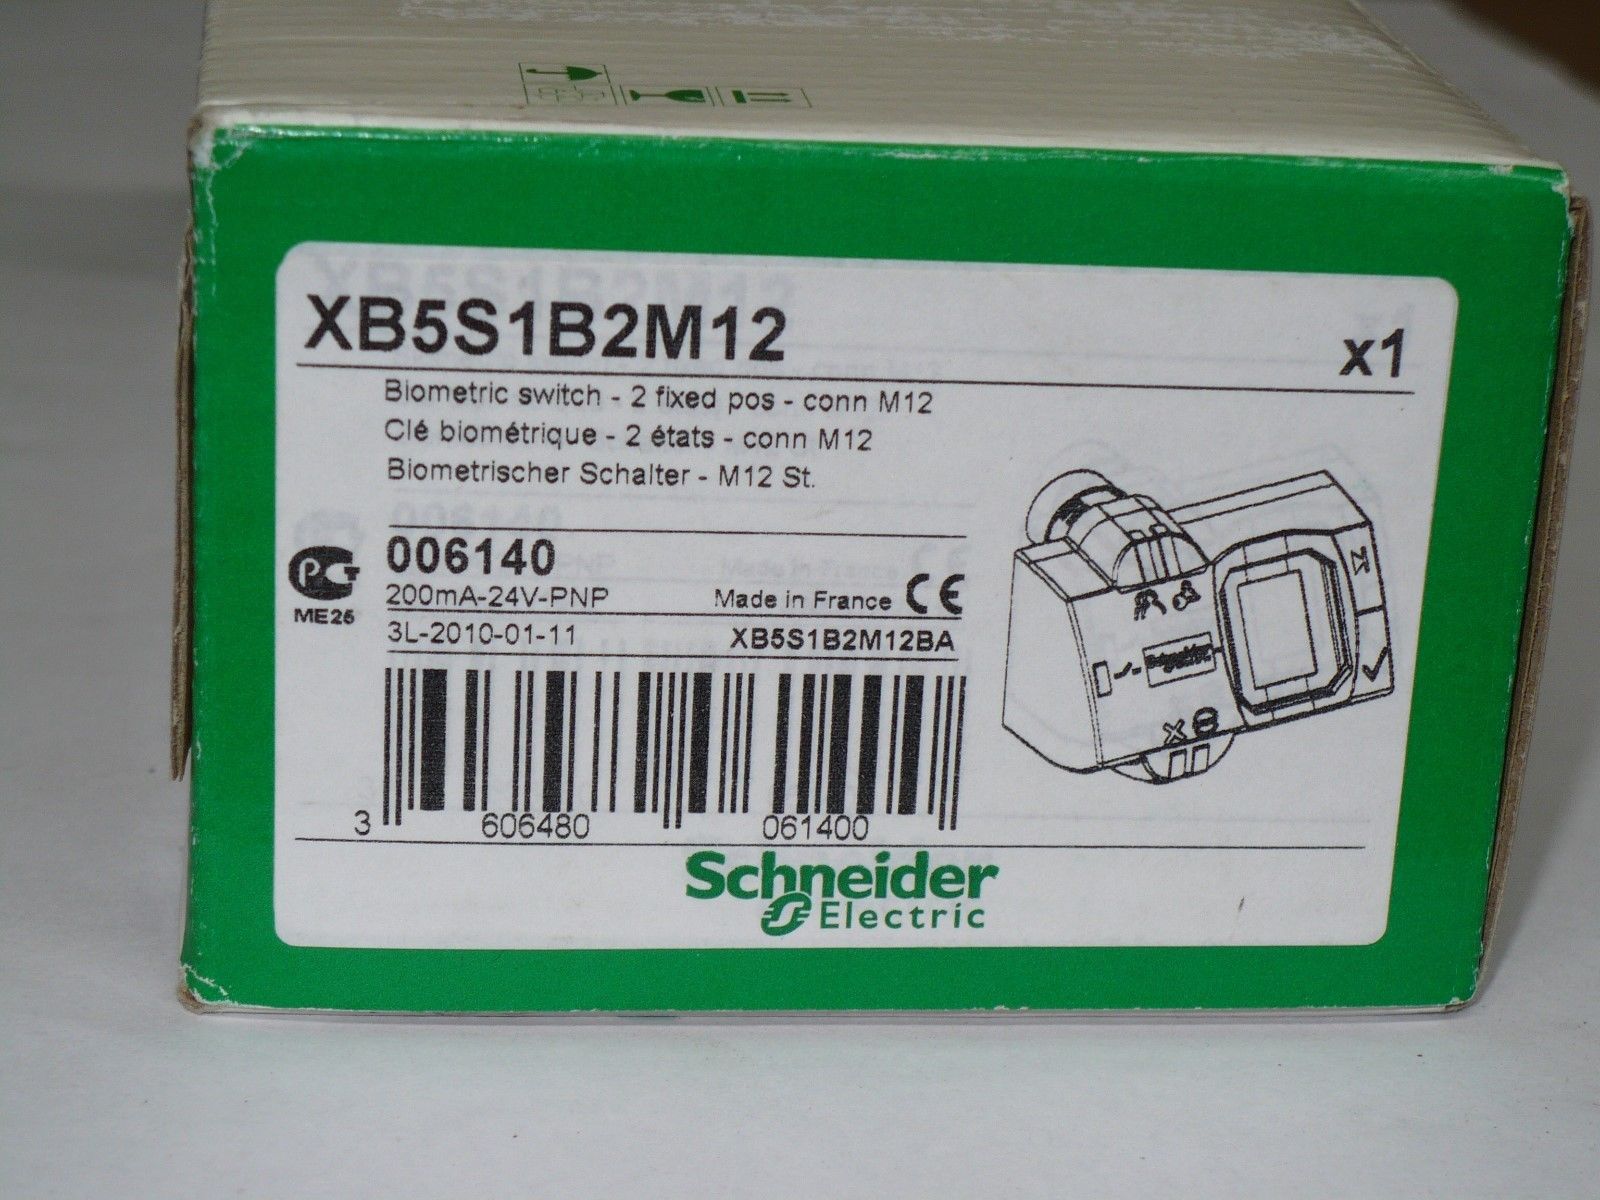 XB5S1B2M12
x1
Biometric switch - 2 fixed pos - conn M12
Clé biométrique - 2 états - conn M12
Biometrischer Schalter - M12 St.
006140
200mA-24V-PNP Made in France CE
ME25
3L-2010-01-11 XB5S1B2M12BA
3 606480 061400
Schneider
Electric